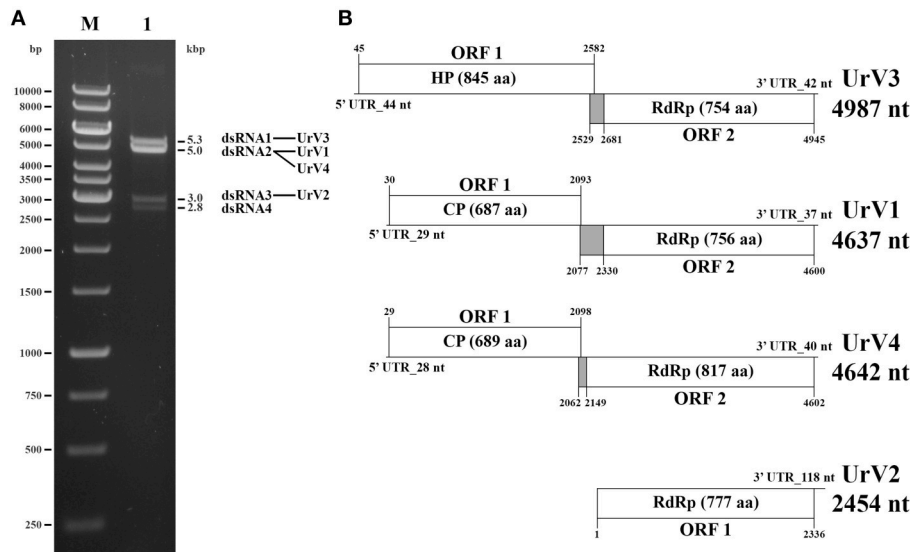 A
M 1
bp kbp
10000
8000
6000
5000
4000
3500
3000
2500
2000
1500
1000
750
500
250
5.3 dsRNA1 UrV3
5.0 dsRNA2 UrV1
UrV4
3.0 dsRNA3 UrV2
2.8 dsRNA4
B
45 ORF 1 2582
HP (845 aa)
3' UTR_42 nt UrV3
5' UTR_44 nt
RdRp (754 aa) 4987 nt
2529 2681 ORF 2 4945
30 ORF 1 2093
CP (687 aa)
3' UTR_37 nt UrV1
5' UTR_29 nt
RdRp (756 aa) 4637 nt
2077 2330 ORF 2 4600
29 ORF 1 2098
CP (689 aa)
3' UTR_40 nt UrV4
5' UTR_28 nt
RdRp (817 aa) 4642 nt
2062 2149 ORF 2 4602
3' UTR_118 nt UrV2
RdRp (777 aa) 2454 nt
1 ORF 1 2336